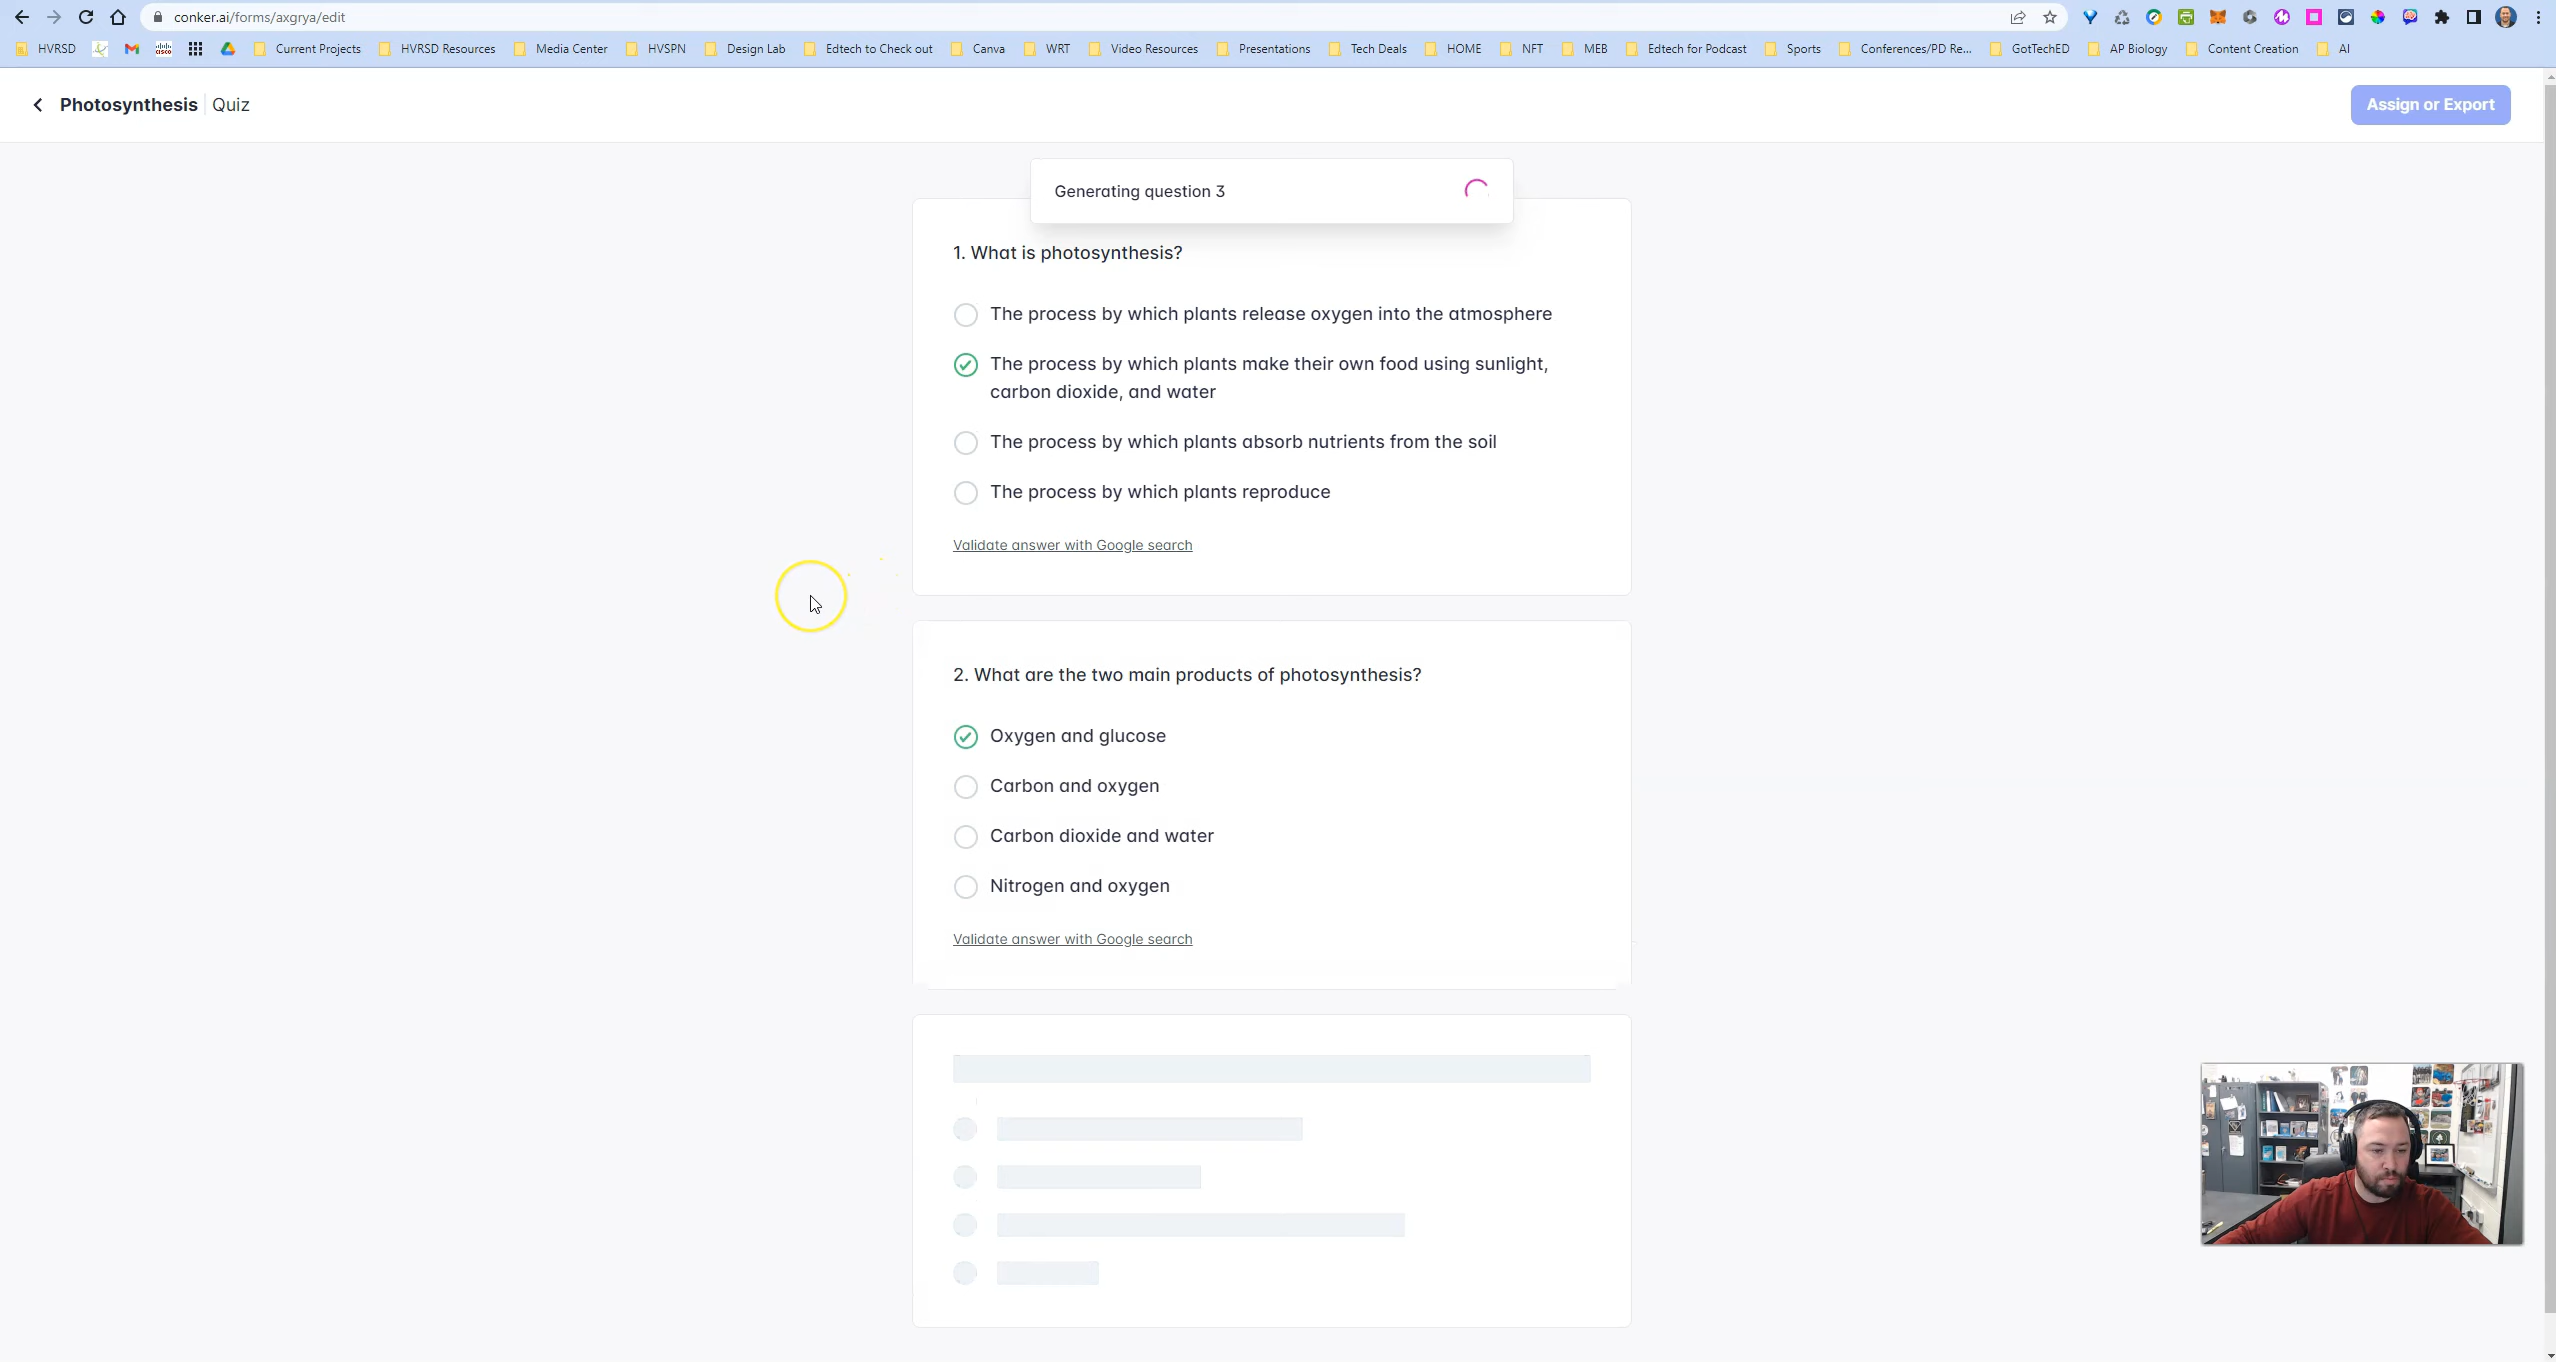 conker.ai/forms/axgrya/edit
HVRSD
Current Projects
HVRSD Resources
Media Center
HVSPN
Design Lab
Edtech to Check out
Canva
WRT
Video Resources
Presentations
Tech Deals
HOME
NFT
MEB
Edtech for Podcast
Sports
Conferences/PD Re...
GotTechED
AP Biology
Content Creation
AI
Photosynthesis Quiz
Assign or Export
Generating question 3
1. What is photosynthesis?
The process by which plants release oxygen into the atmosphere
The process by which plants make their own food using sunlight,
carbon dioxide, and water
The process by which plants absorb nutrients from the soil
The process by which plants reproduce
Validate answer with Google search
2. What are the two main products of photosynthesis?
Oxygen and glucose
Carbon and oxygen
Carbon dioxide and water
Nitrogen and oxygen
Validate answer with Google search